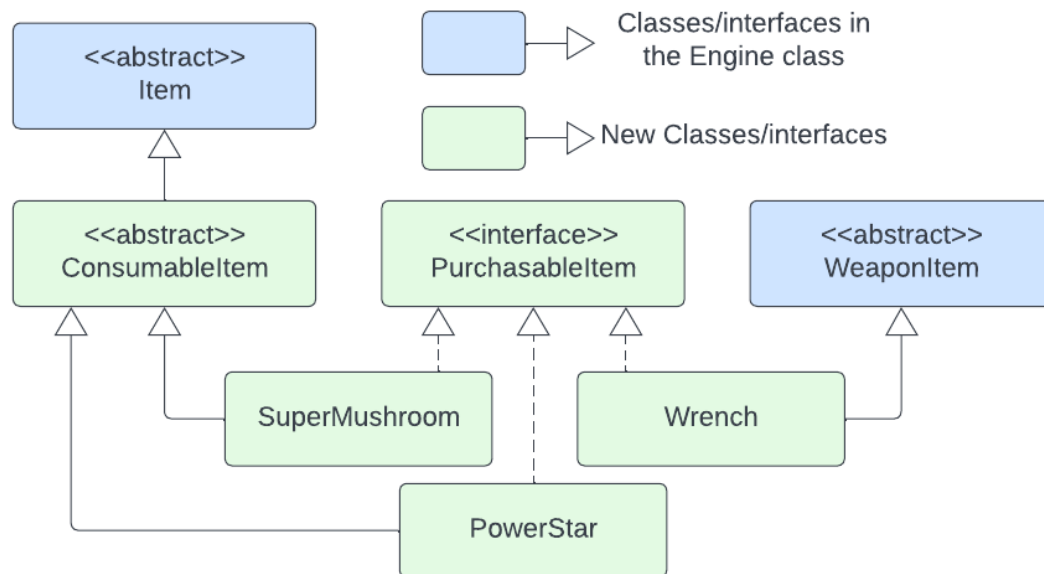 <<abstract>>
Item
Classes/interfaces in
the Engine class
New Classes/interfaces
<<abstract>>
ConsumableItem
<<interface>>
PurchasableItem
<<abstract>>
WeaponItem
SuperMushroom
Wrench
PowerStar